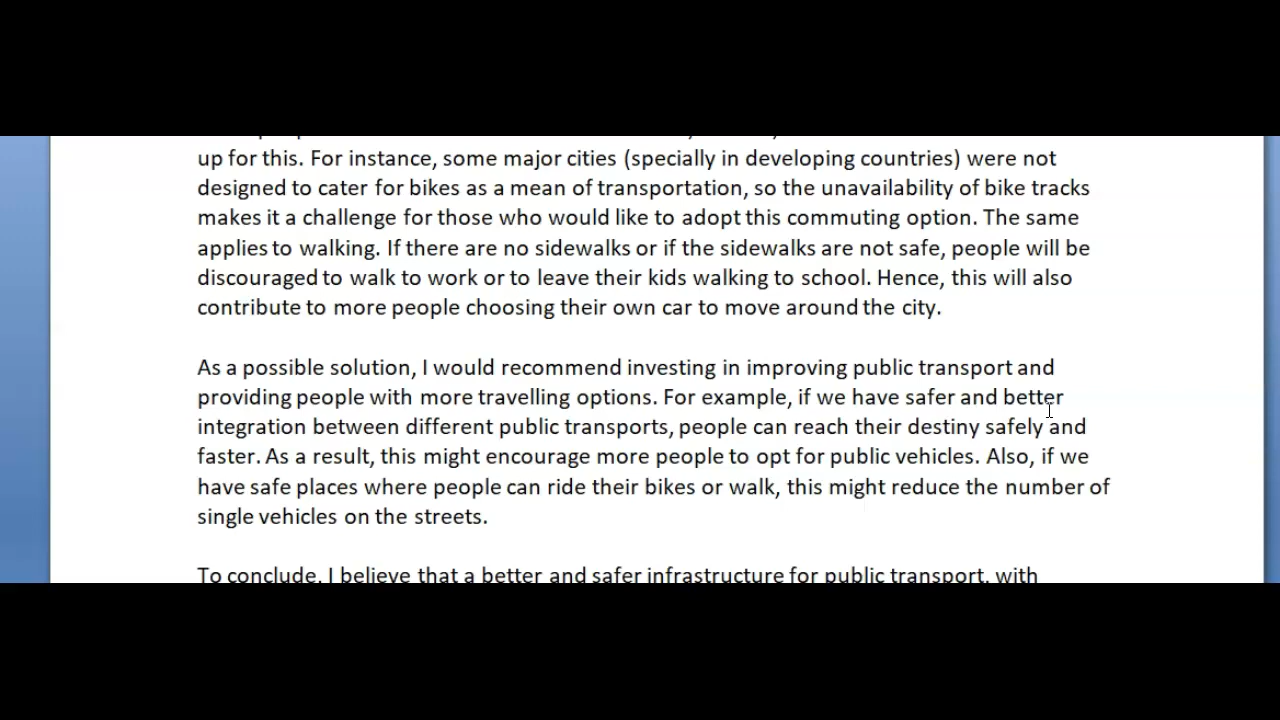 up for this. For instance, some major cities (specially in developing countries) were not
designed to cater for bikes as a mean of transportation, so the unavailability of bike tracks
makes it a challenge for those who would like to adopt this commuting option. The same
applies to walking. If there are no sidewalks or if the sidewalks are not safe, people will be
discouraged to walk to work or to leave their kids walking to school. Hence, this will also
contribute to more people choosing their own car to move around the city.
As a possible solution, I would recommend investing in improving public transport and
providing people with more travelling options. For example, if we have safer and better
integration between different public transports, people can reach their destiny safely and
faster. As a result, this might encourage more people to opt for public vehicles. Also, if we
have safe places where people can ride their bikes or walk, this might reduce the number of
single vehicles on the streets.
To conclude, I believe that a better and safer infrastructure for public transport, with